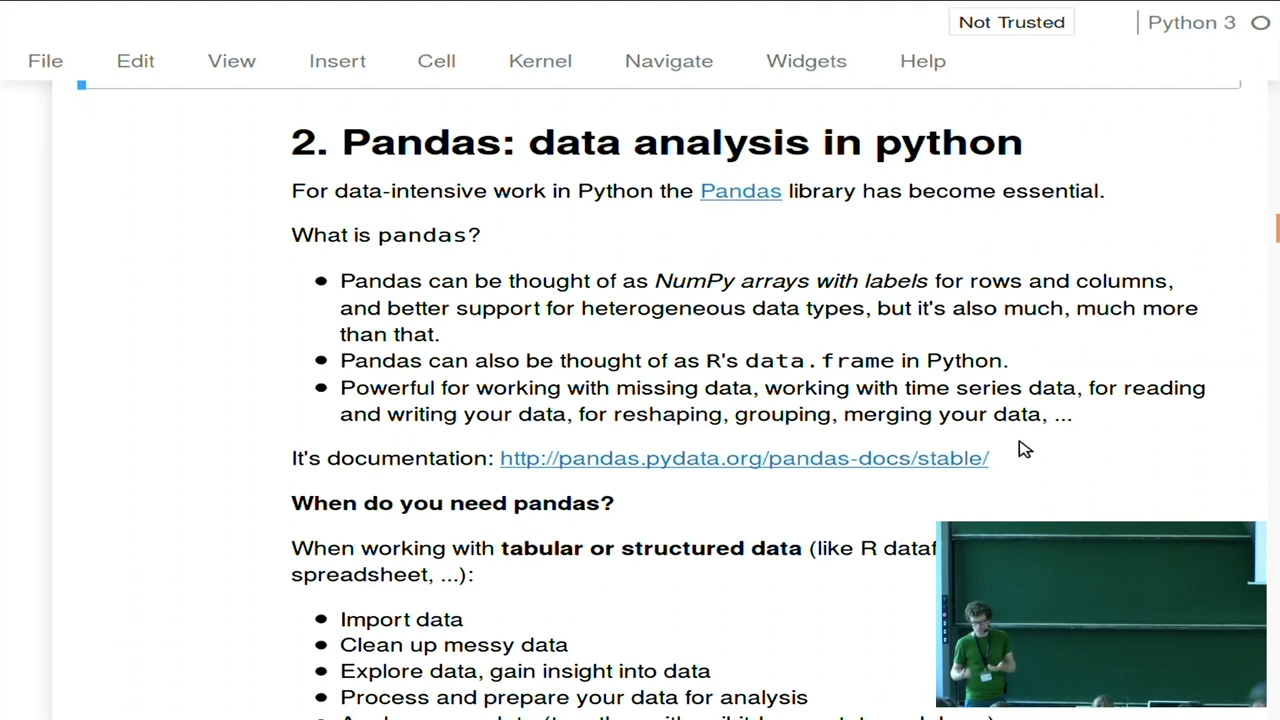 Not Trusted
Python 3
File Edit View Insert Cell Kernel Navigate Widgets Help
2. Pandas: data analysis in python
For data-intensive work in Python the Pandas library has become essential.
What is pandas?
Pandas can be thought of as NumPy arrays with labels for rows and columns,
and better support for heterogeneous data types, but it's also much, much more
than that.
Pandas can also be thought of as R's data.frame in Python.
Powerful for working with missing data, working with time series data, for reading
and writing your data, for reshaping, grouping, merging your data, ...
It's documentation: http://pandas.pydata.org/pandas-docs/stable/
When do you need pandas?
When working with tabular or structured data (like R dataf
spreadsheet, ...):
Import data
Clean up messy data
Explore data, gain insight into data
Process and prepare your data for analysis